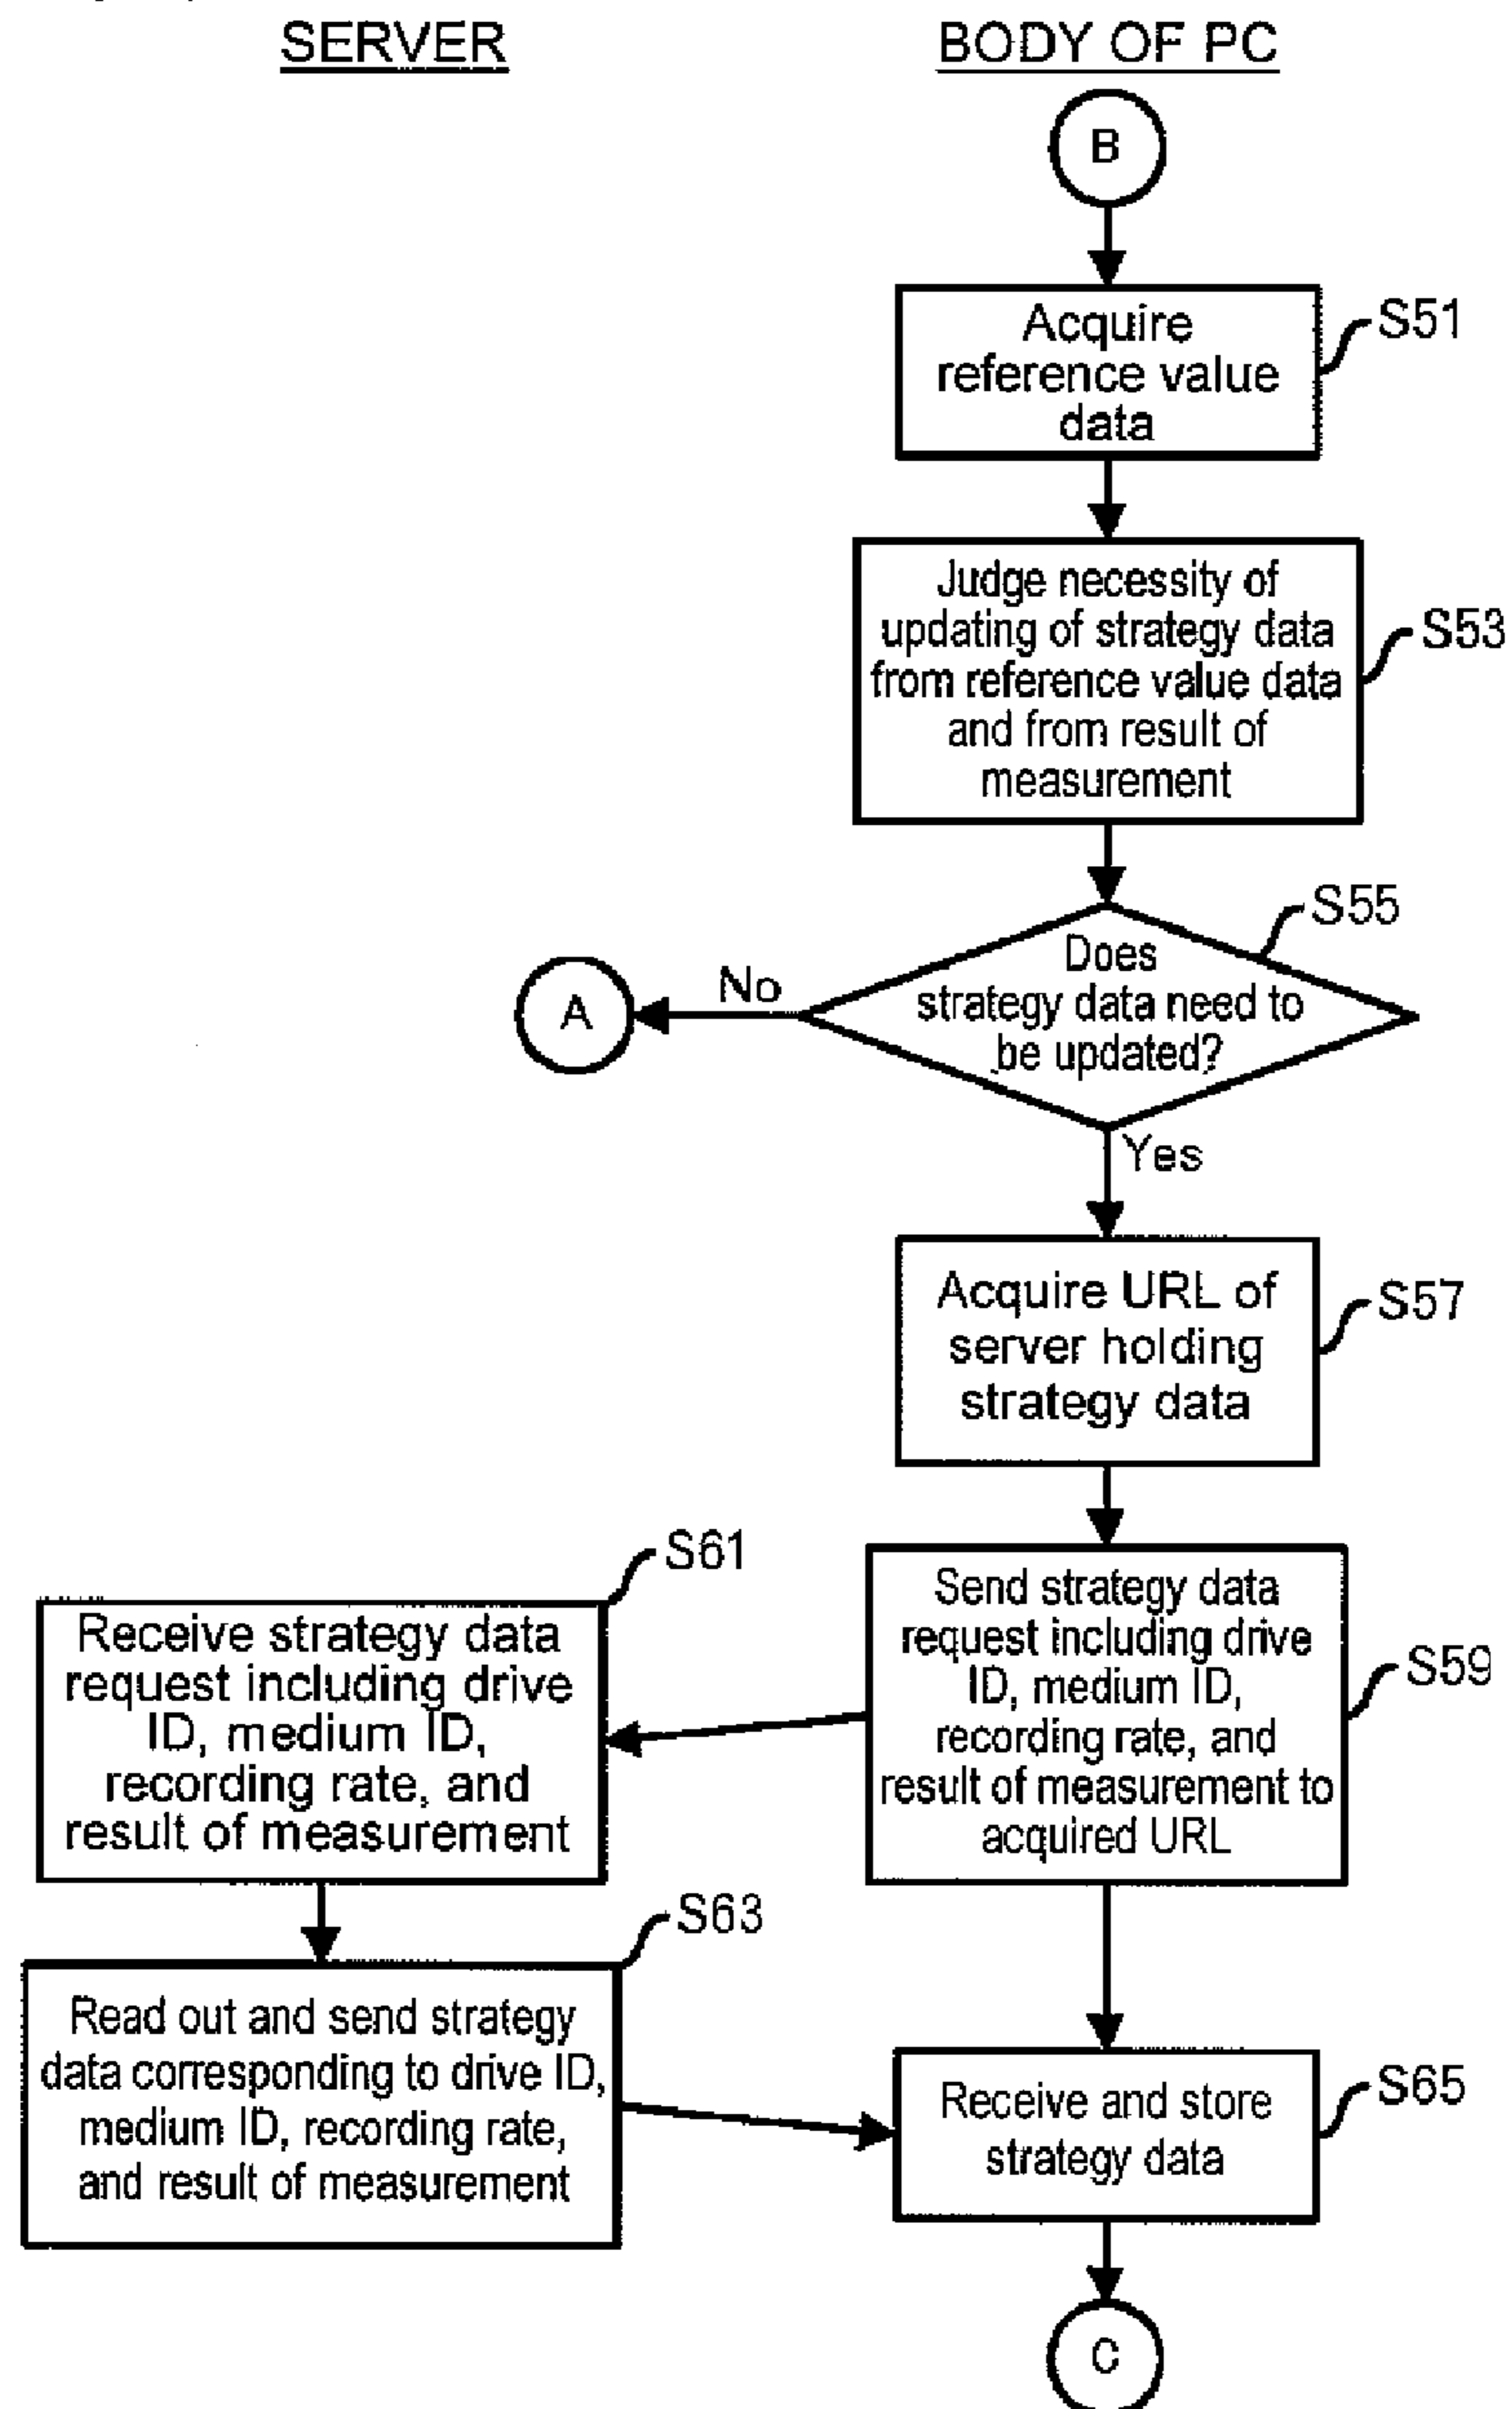 SERVER
BODY OF PC
B
Acquire
reference value
data
S51
Judge necessity of
updating of strategy data
from reference value data
and from result of
measurement
S53
S55
Does
strategy data need to
be updated?
No
A
Yes
Acquire URL of
server holding
strategy data
S57
Send strategy data
request including drive
ID, medium ID,
recording rate, and
result of measurement to
acquired URL
S59
S61
Receive strategy data
request including drive
ID, medium ID,
recording rate, and
result of measurement
S63
Read out and send strategy
data corresponding to drive ID,
medium ID, recording rate,
and result of measurement
Receive and store
strategy data
S65
C